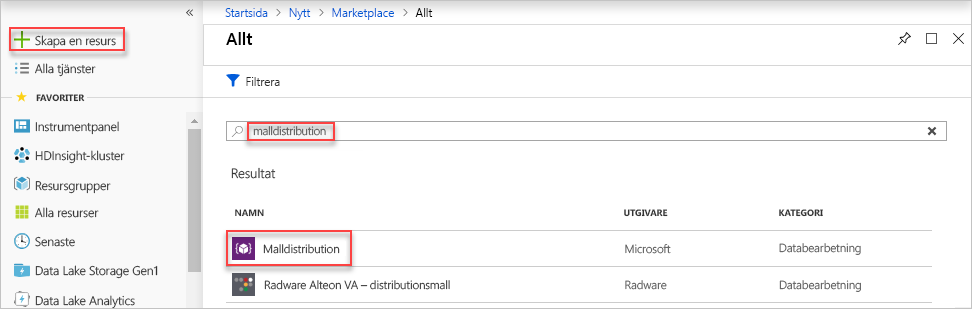 «
Skapa en resurs
Alla tjänster
FAVORITER
Instrumentpanel
HDInsight-kluster
Resursgrupper
Alla resurser
Senaste
Data Lake Storage Gen1
Data Lake Analytics
Startsida > Nytt > Marketplace > Allt
Allt
Filtrera
malldistribution
Resultat
NAMN UTGIVARE KATEGORI
Malldistribution Microsoft Databearbetning
Radware Alteon VA – distributionsmall Radware Databearbetning